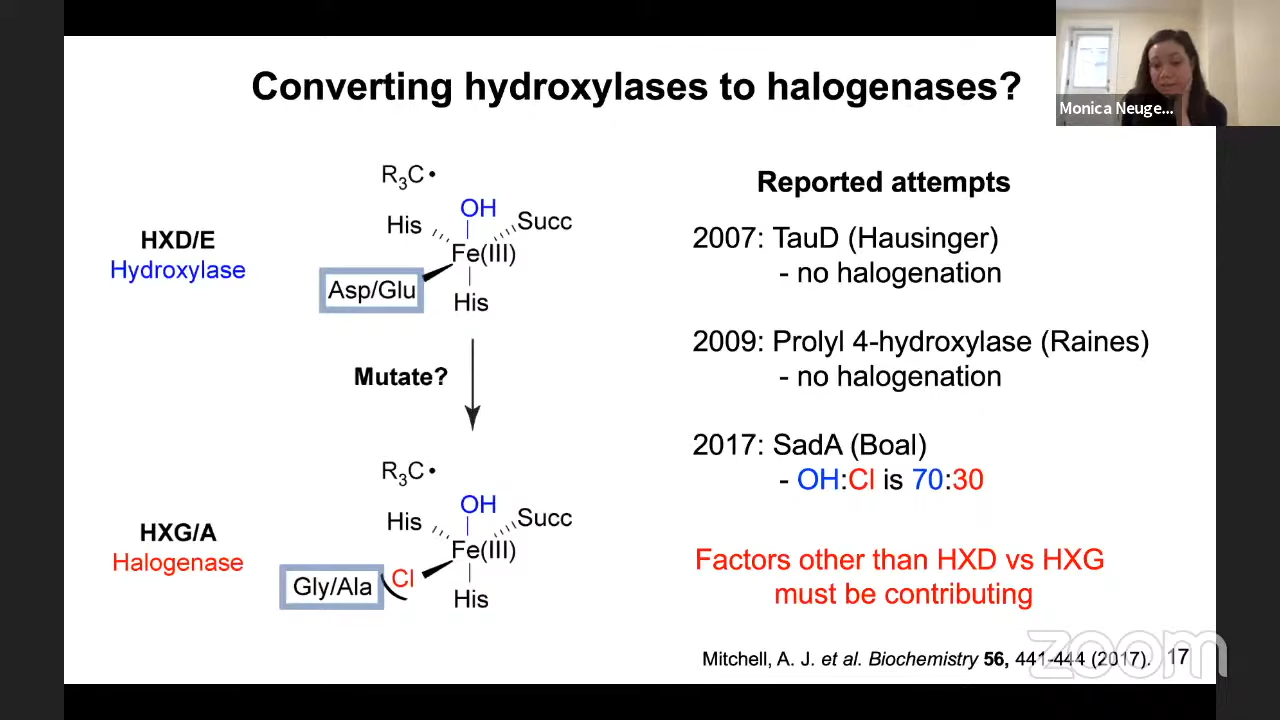 Converting hydroxylases to halogenases?
Monica Neuge...
HXD/E
Hydroxylase
R3C•
OH
His
Succ
Fe(III)
Asp/Glu
His
Mutate?
HXG/A
Halogenase
R3C•
OH
His
Succ
Fe(III)
Gly/Ala
Cl
His
Reported attempts
2007: TauD (Hausinger)
- no halogenation
2009: Prolyl 4-hydroxylase (Raines)
- no halogenation
2017: SadA (Boal)
- OH:Cl is 70:30
Factors other than HXD vs HXG
must be contributing
Mitchell, A. J. et al. Biochemistry 56, 441-444 (2017). 17
zoom